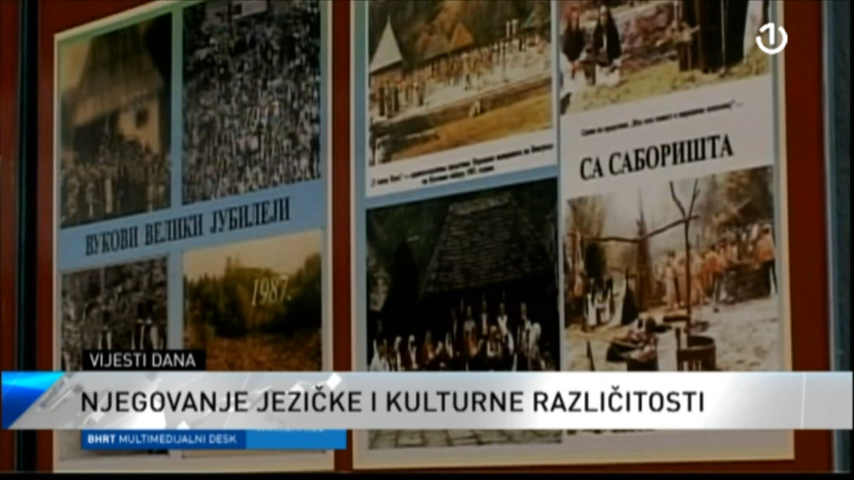 ВУКОВИ ВЕЛИКИ ЈУБИЛЕЈИ
1987.
СА САБОРИШТА
VIJESTI DANA
NJEGOVANJE JEZIČKE I KULTURNE RAZLIČITOSTI
BHRT MULTIMEDIJALNI DESK